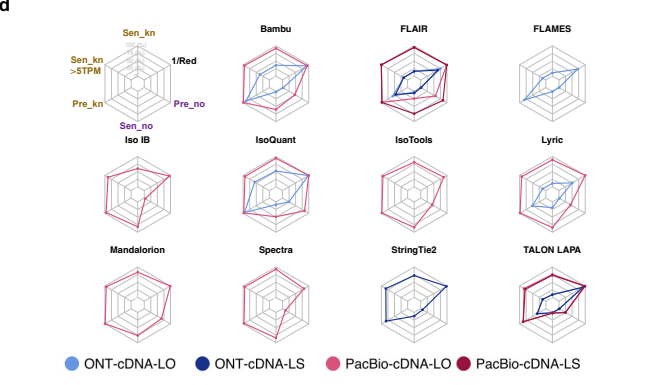 d
Sen_kn
Sen_kn
>5TPM
1/Red
Pre_kn
Pre_no
Sen_no
Bambu
FLAIR
FLAMES
Iso IB
IsoQuant
IsoTools
Lyric
Mandalorion
Spectra
StringTie2
TALON LAPA
ONT-cDNA-LO
ONT-cDNA-LS
PacBio-cDNA-LO
PacBio-cDNA-LS